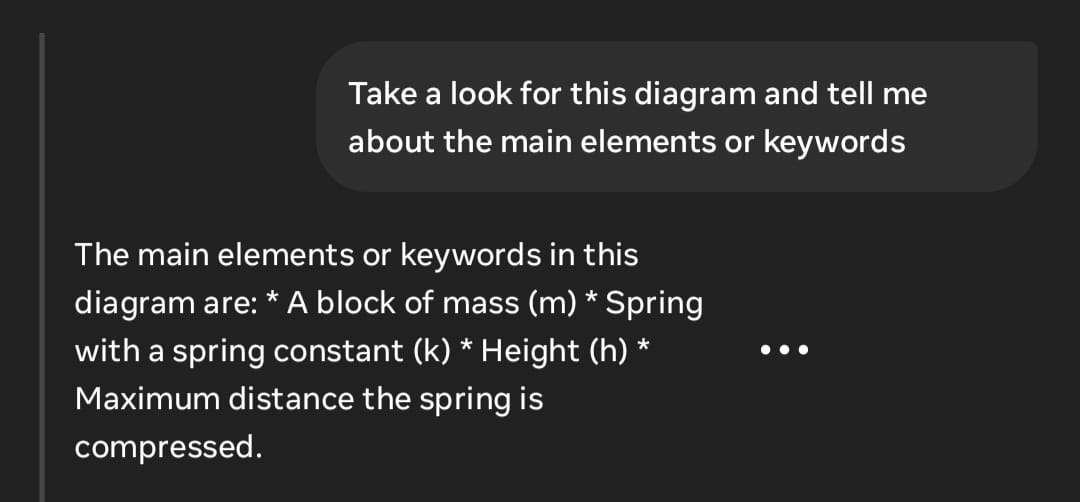 Take a look for this diagram and tell me
about the main elements or keywords
The main elements or keywords in this
diagram are: * A block of mass (m) * Spring
with a spring constant (k) * Height (h) *
Maximum distance the spring is
compressed.